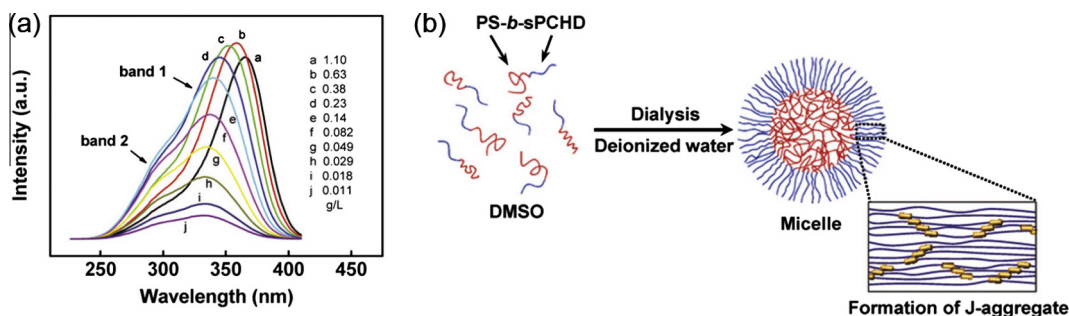 (a)
Intensity (a.u.)
band 1
band 2
d
c
b
a
e
f
g
h
i
j
a 1.10
b 0.63
c 0.38
d 0.23
e 0.14
f 0.082
g 0.049
h 0.029
i 0.018
j 0.011
g/L
250 300 350 400 450
Wavelength (nm)
(b)
PS-b-sPCHD
DMSO
Dialysis
Deionized water
Micelle
Formation of J-aggregate